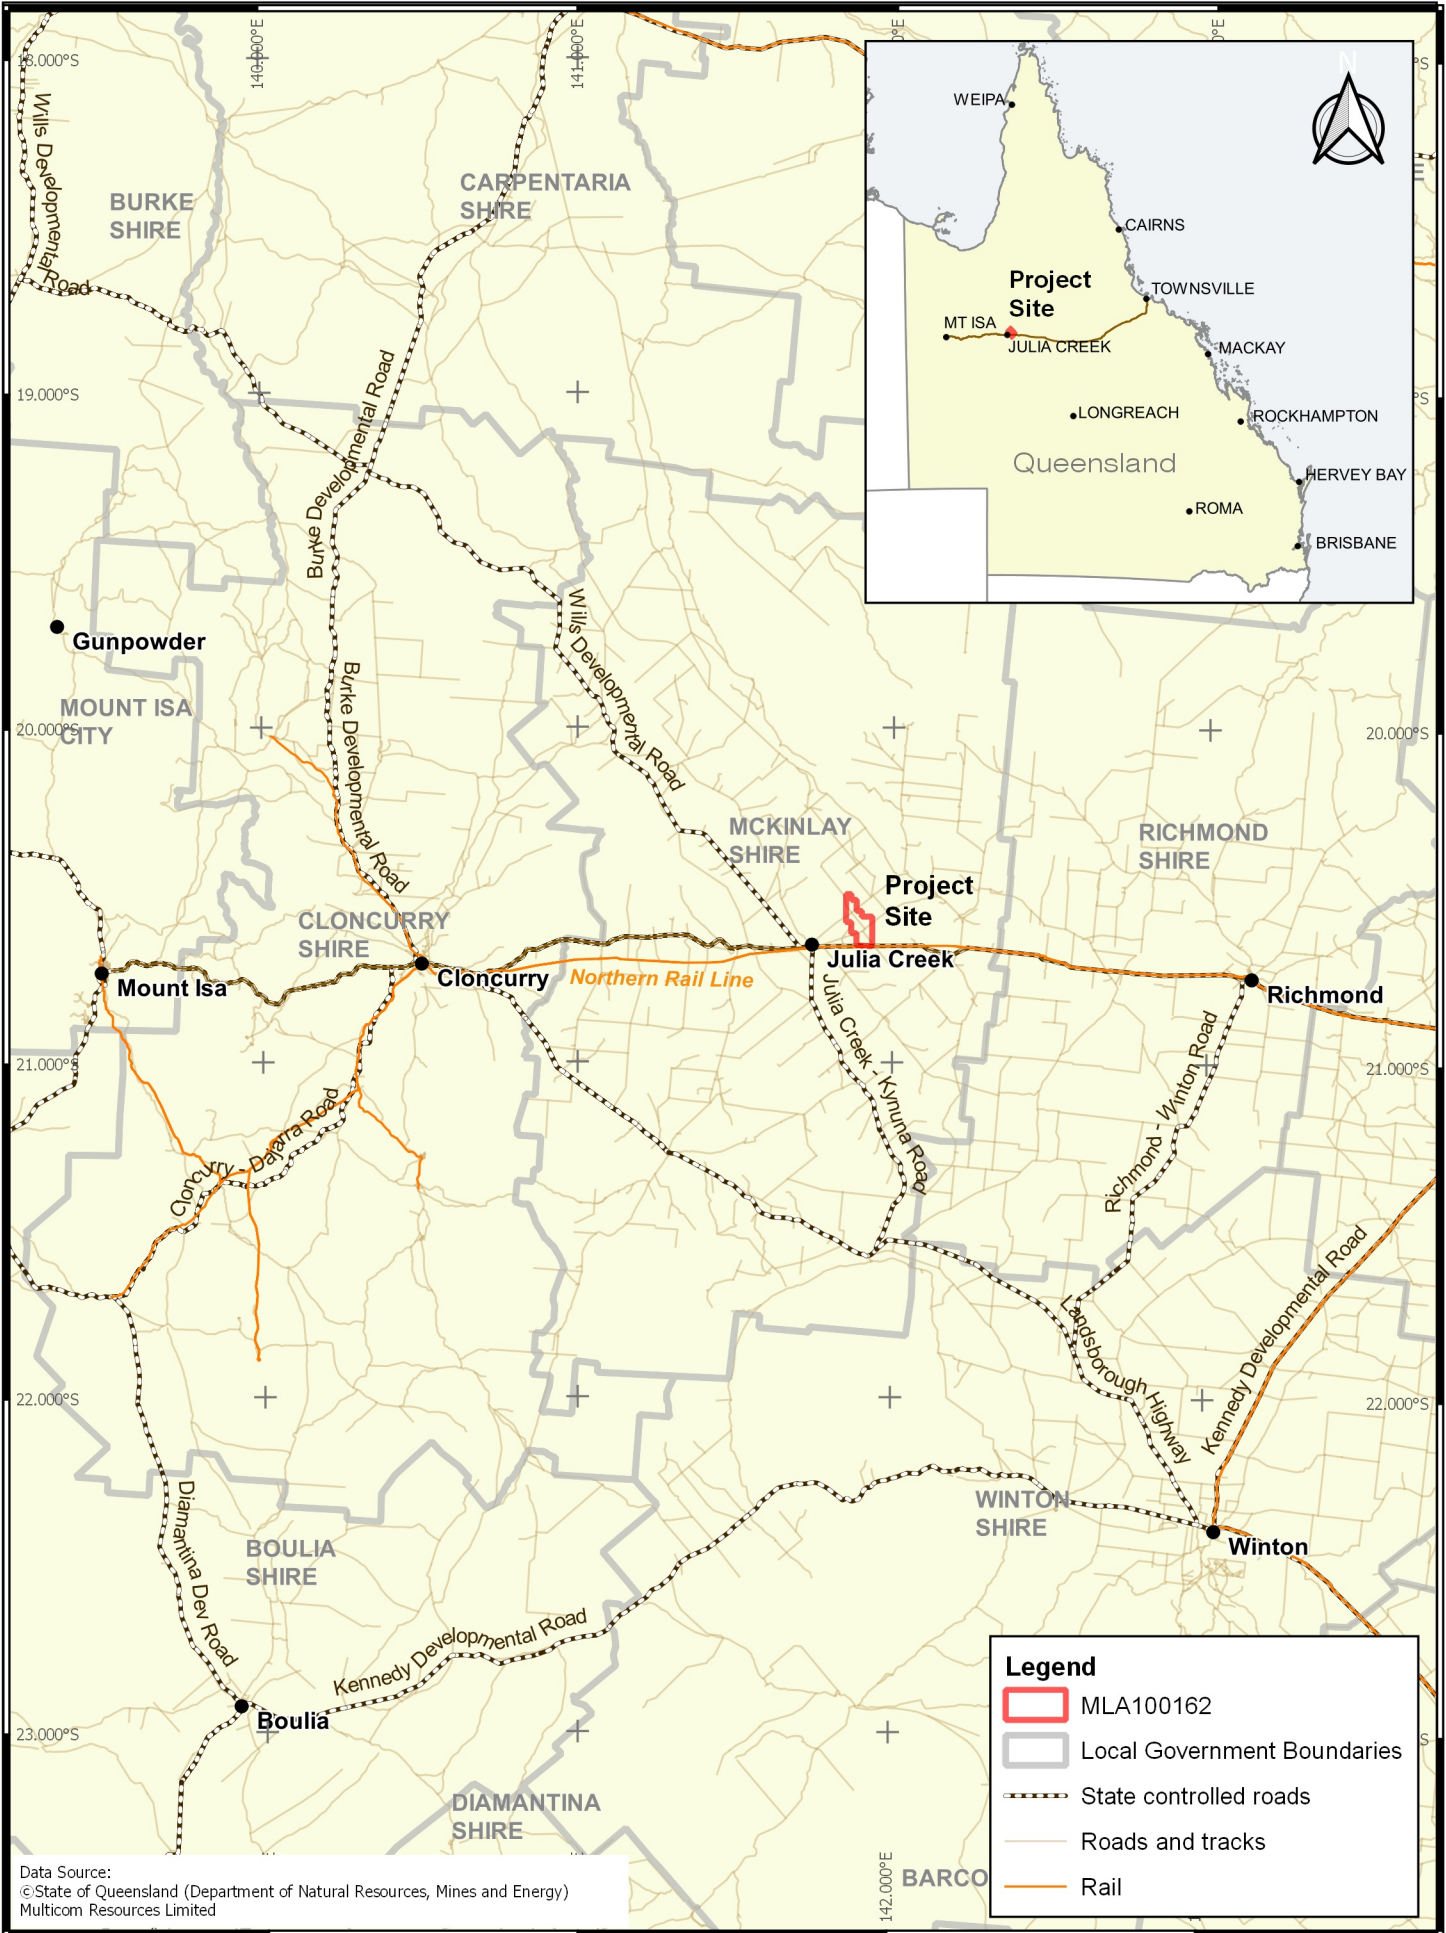 18.000°S
140.000°E
141.000°E
°E
°E
°S
Wills Developmental
Road
BURKE
SHIRE
CARPENTARIA
SHIRE
E
N
WEIPA
CAIRNS
Project
Site
TOWNSVILLE
MT ISA
JULIA CREEK
MACKAY
LONGREACH
ROCKHAMPTON
Queensland
HERVEY BAY
ROMA
BRISBANE
19.000°S
°S
Burke Developmental Road
Gunpowder
Wills Developmental Road
MOUNT ISA
CITY
20.000°S
20.000°S
Burke Developmental Road
MCKINLAY
SHIRE
RICHMOND
SHIRE
Project
Site
CLONCURRY
SHIRE
Julia Creek
Cloncurry
Northern Rail Line
Mount Isa
Richmond
21.000°S
21.000°S
Julia Creek - Kynuna Road
Richmond - Winton Road
Cloncurry - Dajarra Road
Landsborough Highway
Kennedy Developmental Road
22.000°S
22.000°S
Diamantina Dev Road
WINTON
SHIRE
Winton
BOULIA
SHIRE
Kennedy Developmental Road
Boulia
23.000°S
S
DIAMANTINA
SHIRE
142.000°E
BARCO
Legend
MLA100162
Local Government Boundaries
State controlled roads
Roads and tracks
Rail
Data Source:
©State of Queensland (Department of Natural Resources, Mines and Energy)
Multicom Resources Limited